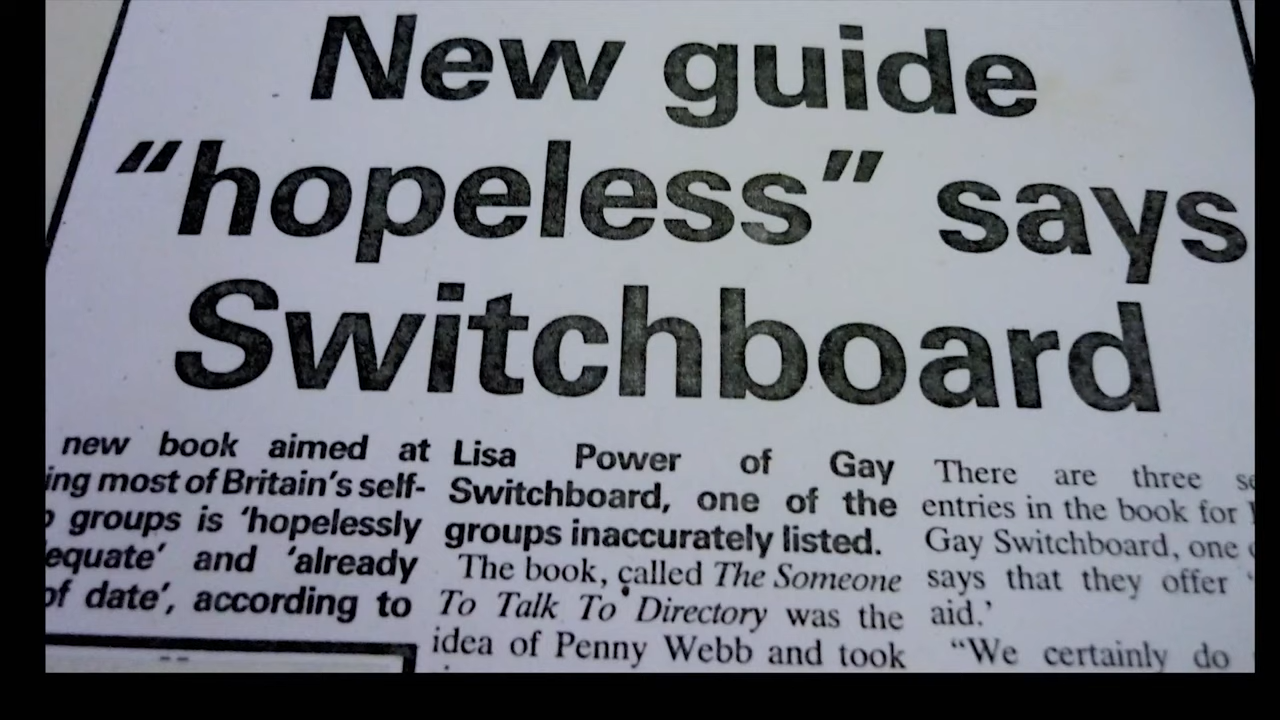 New guide
“hopeless” says
Switchboard
new book aimed at
ing most of Britain's self-
groups is ‘hopelessly
equate’ and ‘already
of date’, according to
Lisa Power of Gay
Switchboard, one of the
groups inaccurately listed.
The book, called The Someone
To Talk To Directory was the
idea of Penny Webb and took
There are three
entries in the book for
Gay Switchboard, one
says that they offer
aid.’
“We certainly do